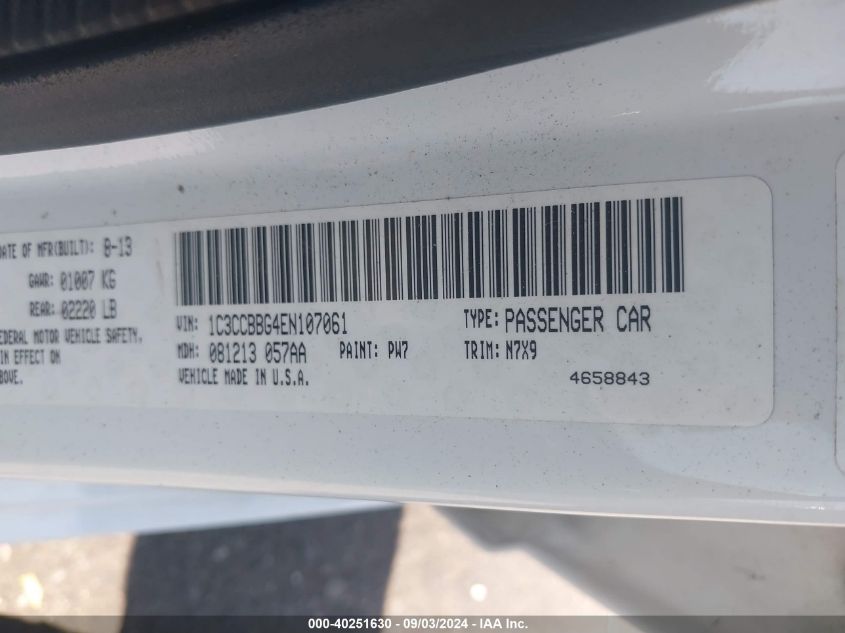 DATE OF MFR(BUILT): 8-13
GAWR: 01007 KG
REAR: 02220 LB
FEDERAL MOTOR VEHICLE SAFETY,
IN EFFECT ON
ABOVE.
VIN: 1C3CCBBG4EN107061 TYPE: PASSENGER CAR
MDH: 081213 057AA PAINT: PW7 TRIM: N7X9
VEHICLE MADE IN U.S.A. 4658843
000-40251630 - 09/03/2024 - IAA Inc.